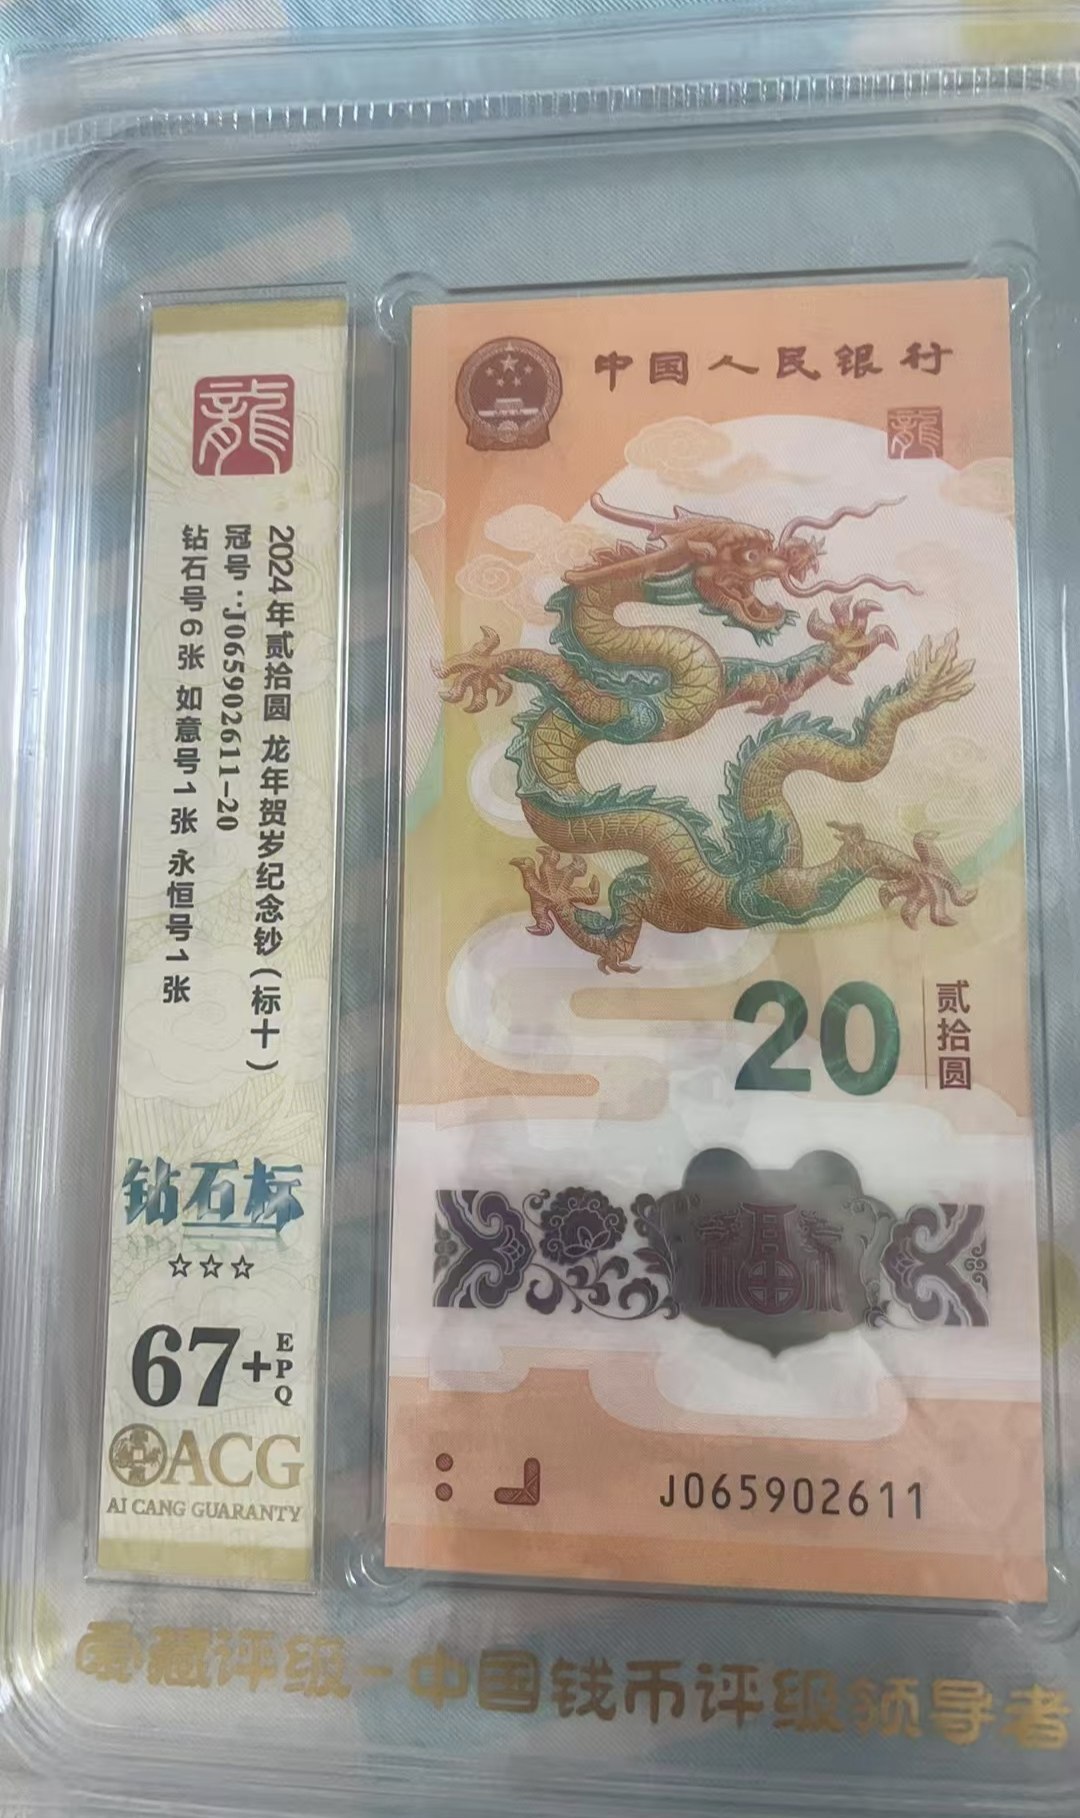 龍
2024年贰拾圆 龙年贺岁纪念钞(标十)
冠号:J065902611-20
钻石号6张 如意号1张 永恒号1张
钻石标
☆☆☆
67+EPQ
ACG
AI CANG GUARANTY
中国人民银行
龍
20
贰拾圆
福
J065902611
爱藏评级-中国钱币评级领导者